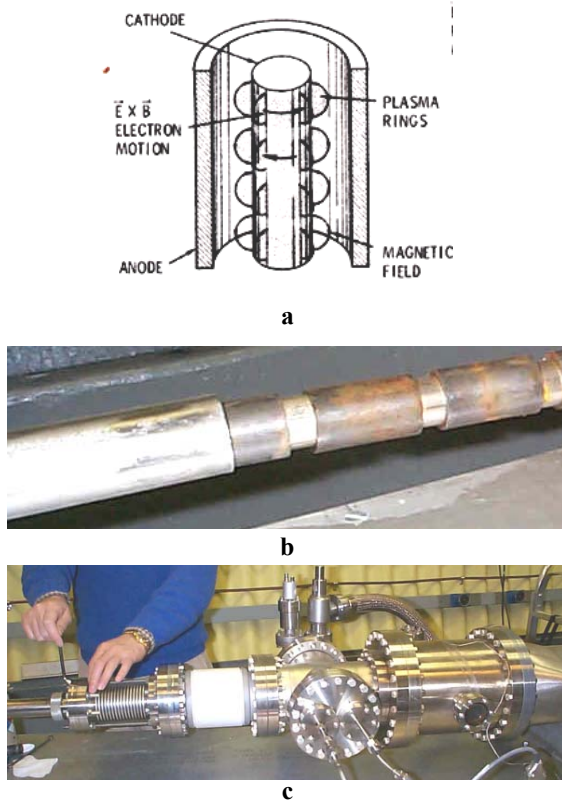 CATHODE
E X B
ELECTRON
MOTION
PLASMA
RINGS
ANODE
MAGNETIC
FIELD
a
b
c